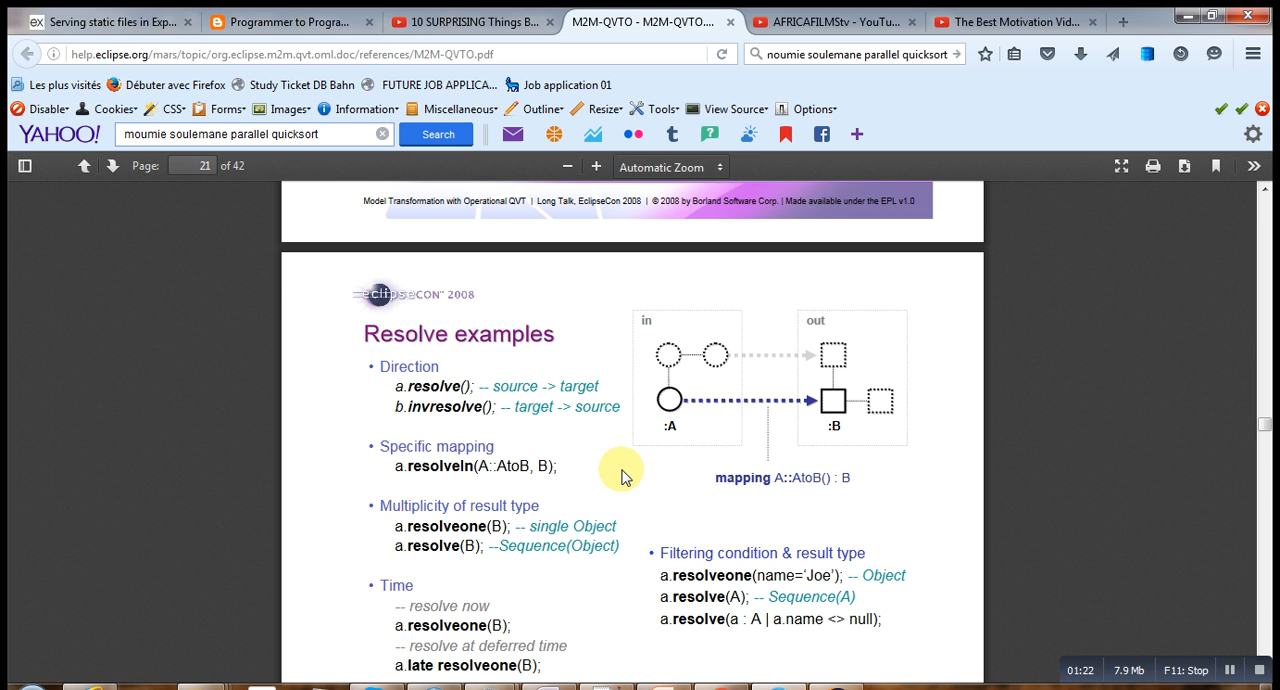 Serving static files in Exp...
Programmer to Progra...
10 SURPRISING Things B...
M2M-QVTO - M2M-QVTO....
AFRICAFILMStv - YouTu...
The Best Motivation Vid...
help.eclipse.org/mars/topic/org.eclipse.m2m.qvt.oml.doc/references/M2M-QVTO.pdf
noumie soulemane parallel quicksort
Les plus visités
Débuter avec Firefox
Study Ticket DB Bahn
FUTURE JOB APPLICA...
Job application 01
Disable
Cookies
CSS
Forms
Images
Information
Miscellaneous
Outline
Resize
Tools
View Source
Options
YAHOO!
moumie soulemane parallel quicksort
Search
Page:
21
of 42
Automatic Zoom
Model Transformation with Operational QVT | Long Talk, EclipseCon 2008 | © 2008 by Borland Software Corp. | Made available under the EPL v1.0
eclipseCON™ 2008
Resolve examples
• Direction
a.resolve(); -- source -> target
b.invresolve(); -- target -> source
• Specific mapping
a.resolveIn(A::AtoB, B);
• Multiplicity of result type
a.resolveone(B); -- single Object
a.resolve(B); --Sequence(Object)
• Time
-- resolve now
a.resolveone(B);
-- resolve at deferred time
a.late resolveone(B);
in
out
:A
:B
mapping A::AtoB() : B
• Filtering condition & result type
a.resolveone(name=‘Joe’); -- Object
a.resolve(A); -- Sequence(A)
a.resolve(a : A | a.name <> null);
01:22
7.9 Mb
F11: Stop